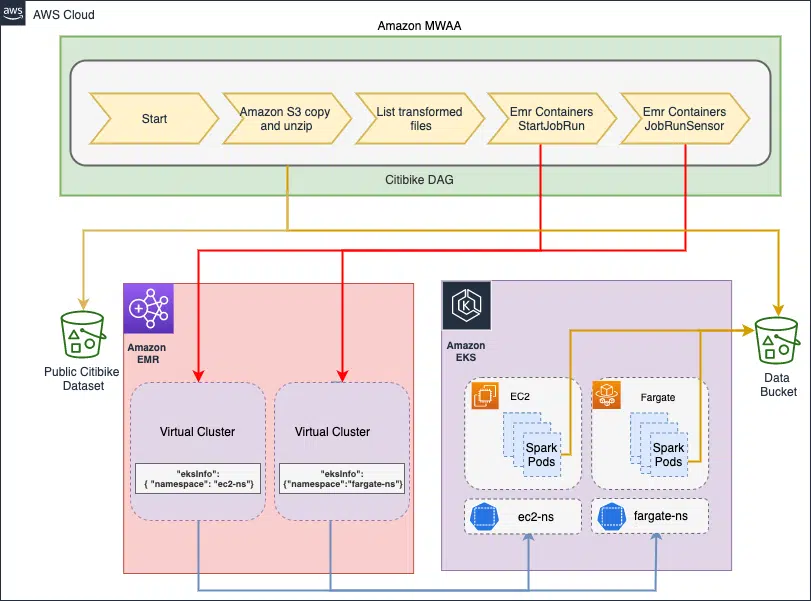 aws
AWS Cloud
Amazon MWAA
Start
Amazon S3 copy
and unzip
List transformed
files
Emr Containers
StartJobRun
Emr Containers
JobRunSensor
Citibike DAG
Public Citibike
Dataset
Amazon
EMR
Virtual Cluster
"eksInfo":
{ "namespace": "ec2-ns"}
Virtual Cluster
"eksInfo":
{"namespace":"fargate-ns"}
K
Amazon
EKS
EC2
Spark
Pods
Fargate
Spark
Pods
ec2-ns
fargate-ns
Data
Bucket